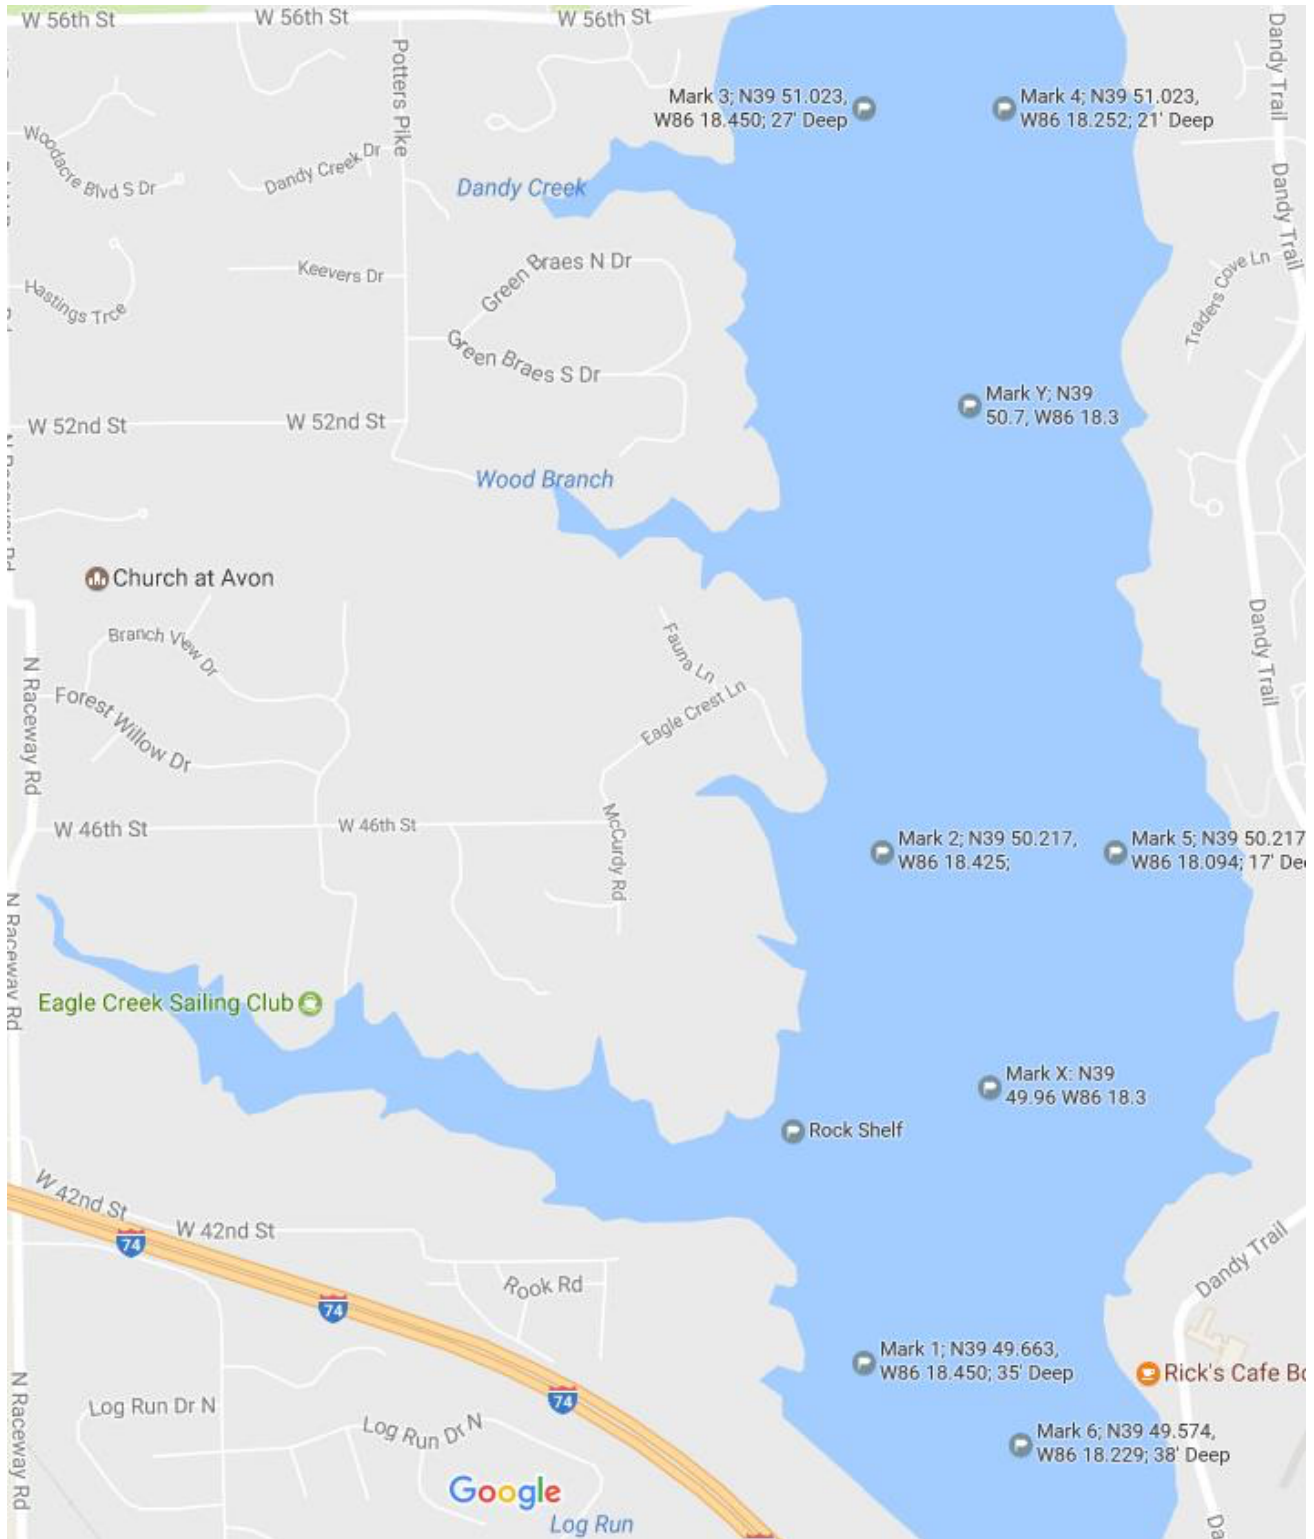 W 56th St
W 56th St
W 56th St
Potters Pike
Dandy Trail
Mark 3; N39 51.023,
W86 18.450; 27' Deep
Mark 4; N39 51.023,
W86 18.252; 21' Deep
Woodacre Blvd S Dr
Dandy Creek Dr
Dandy Creek
Dandy Trail
Green Braes N Dr
Keevers Dr
Hastings Trce
Traders Cove Ln
Green Braes S Dr
Mark Y; N39
50.7, W86 18.3
W 52nd St
W 52nd St
Wood Branch
Church at Avon
Branch View Dr
Fauna Ln
Dandy Trail
N Raceway Rd
Forest Willow Dr
Eagle Crest Ln
W 46th St
W 46th St
McCurdy Rd
Mark 2; N39 50.217,
W86 18.425;
Mark 5; N39 50.217
W86 18.094; 17' Dee
N Raceway Rd
Eagle Creek Sailing Club
Mark X: N39
49.96 W86 18.3
Rock Shelf
W 42nd St
W 42nd St
74
74
Rook Rd
Dandy Trail
Mark 1; N39 49.663,
W86 18.450; 35' Deep
Rick's Cafe Bo
74
N Raceway Rd
Log Run Dr N
Log Run Dr N
Mark 6; N39 49.574,
W86 18.229; 38' Deep
Google
Log Run